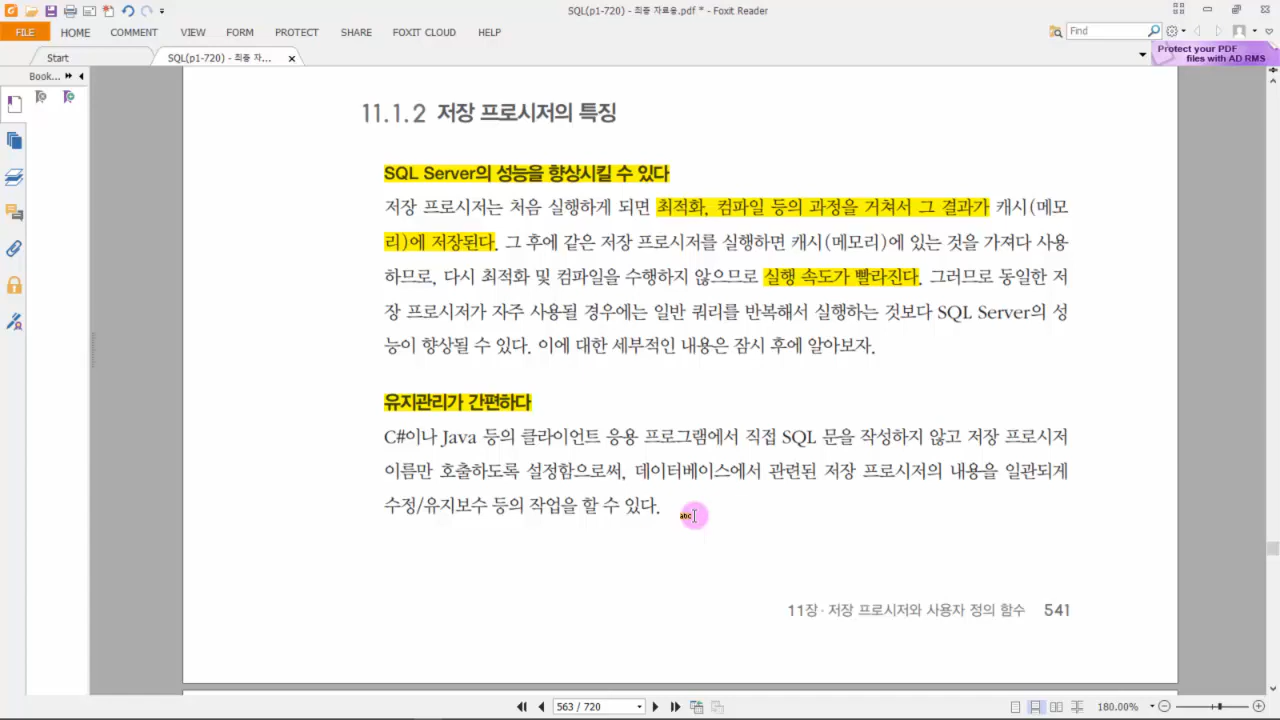 SQL(p1-720) - 최종 자료용.pdf * - Foxit Reader
FILE HOME COMMENT VIEW FORM PROTECT SHARE FOXIT CLOUD HELP
Find
Start
SQL(p1-720) - 최종 자...
Protect your PDF
files with AD RMS
Book...
11.1.2 저장 프로시저의 특징
SQL Server의 성능을 향상시킬 수 있다
저장 프로시저는 처음 실행하게 되면 최적화, 컴파일 등의 과정을 거쳐서 그 결과가 캐시(메모
리)에 저장된다. 그 후에 같은 저장 프로시저를 실행하면 캐시(메모리)에 있는 것을 가져다 사용
하므로, 다시 최적화 및 컴파일을 수행하지 않으므로 실행 속도가 빨라진다. 그러므로 동일한 저
장 프로시저가 자주 사용될 경우에는 일반 쿼리를 반복해서 실행하는 것보다 SQL Server의 성
능이 향상될 수 있다. 이에 대한 세부적인 내용은 잠시 후에 알아보자.
유지관리가 간편하다
C#이나 Java 등의 클라이언트 응용 프로그램에서 직접 SQL 문을 작성하지 않고 저장 프로시저
이름만 호출하도록 설정함으로써, 데이터베이스에서 관련된 저장 프로시저의 내용을 일관되게
수정/유지보수 등의 작업을 할 수 있다.
abc
11장 · 저장 프로시저와 사용자 정의 함수 541
563 / 720
180.00%